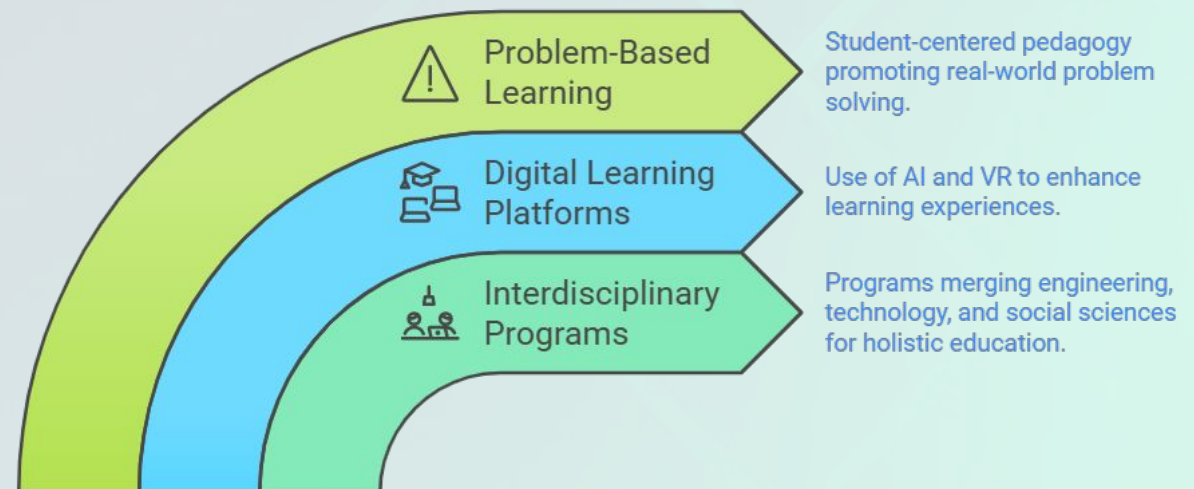 Problem-Based
Learning
Student-centered pedagogy
promoting real-world problem
solving.
Digital Learning
Platforms
Use of AI and VR to enhance
learning experiences.
Interdisciplinary
Programs
Programs merging engineering,
technology, and social sciences
for holistic education.